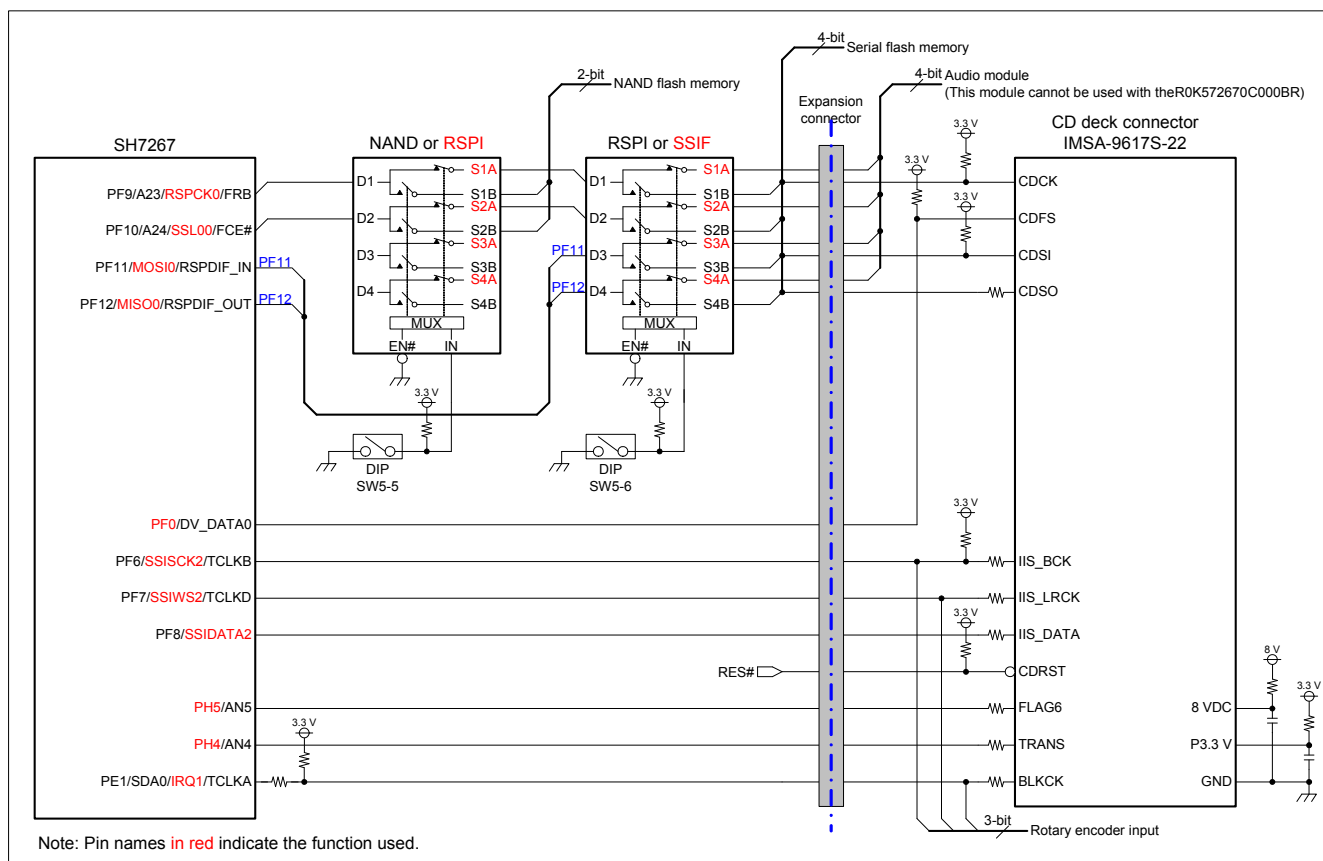 4-bit
Serial flash memory
2-bit
NAND flash memory
4-bit
Audio module
(This module cannot be used with theR0K572670C000BR)
Expansion
connector
SH7267
NAND or RSPI
RSPI or SSIF
CD deck connector
IMSA-9617S-22
3.3 V
3.3 V
3.3 V
PF9/A23/RSPCK0/FRB
PF10/A24/SSL00/FCE#
PF11/MOSI0/RSPDIF_IN
PF11
PF12/MISO0/RSPDIF_OUT
PF12
D1
S1A
S1B
D2
S2A
S2B
D3
S3A
S3B
D4
S4A
S4B
MUX
EN#
IN
3.3 V
DIP
SW5-5
D1
S1A
S1B
D2
S2A
S2B
PF11
D3
S3A
S3B
PF12
D4
S4A
S4B
MUX
EN#
IN
3.3 V
DIP
SW5-6
CDCK
CDFS
CDSI
CDSO
PF0/DV_DATA0
3.3 V
PF6/SSISCK2/TCLKB
IIS_BCK
PF7/SSIWS2/TCLKD
IIS_LRCK
3.3 V
PF8/SSIDATA2
IIS_DATA
RES#
CDRST
8 V
3.3 V
PH5/AN5
FLAG6
8 VDC
3.3 V
PH4/AN4
TRANS
P3.3 V
PE1/SDA0/IRQ1/TCLKA
BLKCK
GND
3-bit
Rotary encoder input
Note: Pin names in red indicate the function used.